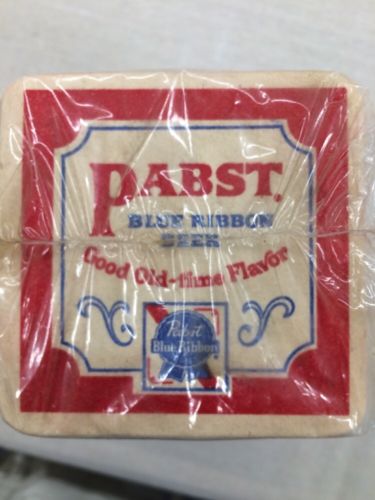 PABST
BLUE RIBBON
BEER
Good Old-time Flavor
Pabst
Blue Ribbon